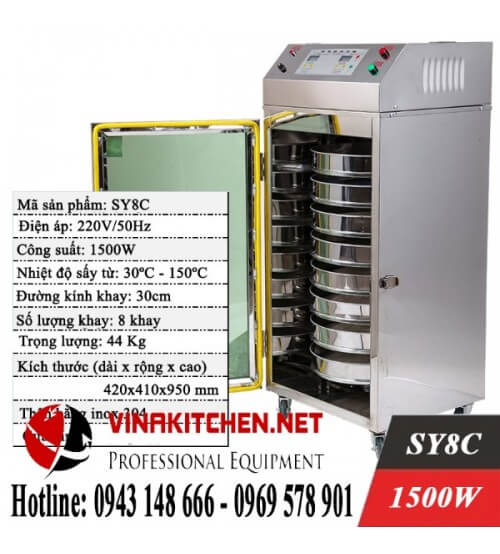 Mã sản phẩm: SY8C
Điện áp: 220V/50Hz
Công suất: 1500W
Nhiệt độ sấy từ: 30ºC - 150ºC
Đường kính khay: 30cm
Số lượng khay: 8 khay
Trọng lượng: 44 Kg
Kích thước (dài x rộng x cao)
420x410x950 mm
inox 304
VINAKITCHEN.NET
PROFESSIONAL EQUIPMENT
Hotline: 0943 148 666 - 0969 578 901
SY8C
1500W